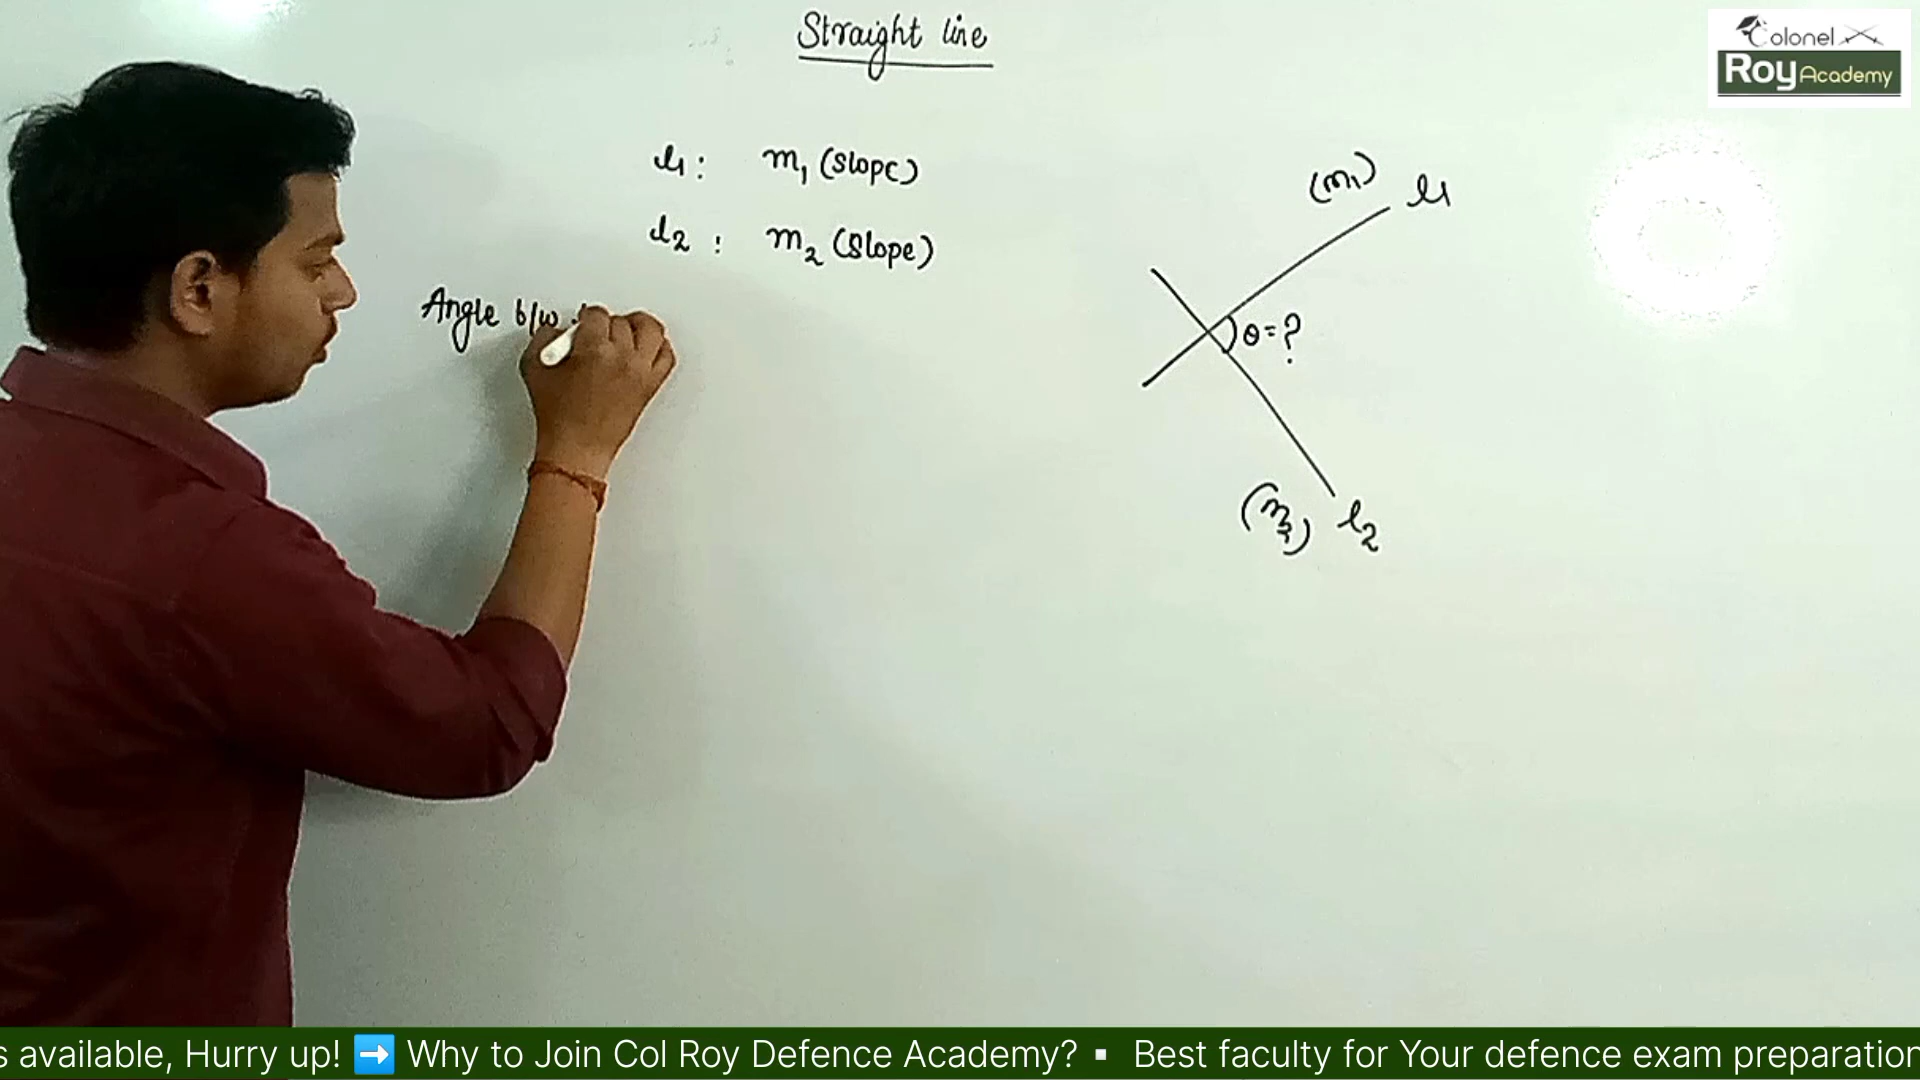 Straight line
Colonel
Roy Academy
l1 : m1 (slope)
l2 : m2 (slope)
Angle b/w
(m1) l1
θ = ?
(m2) l2
s available, Hurry up! ➡️ Why to Join Col Roy Defence Academy? ▪ Best faculty for Your defence exam preparation